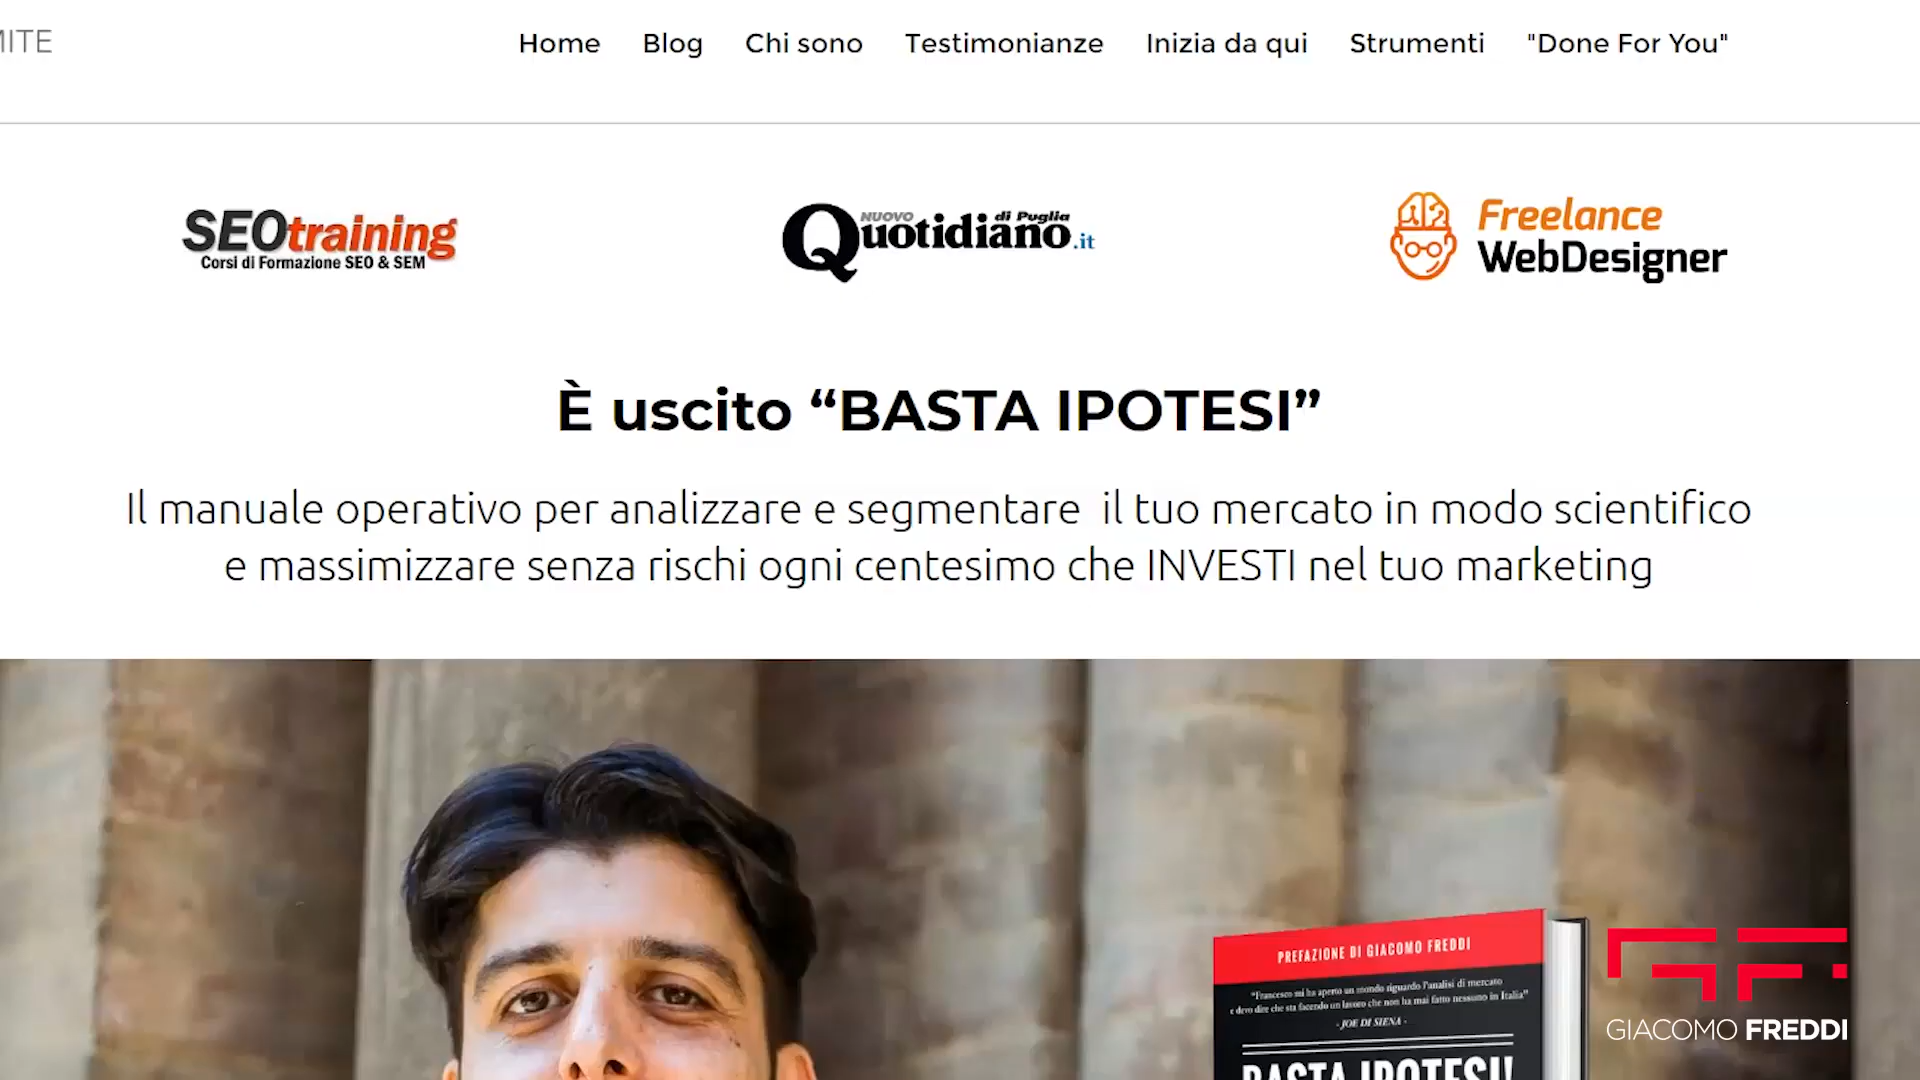 MITE
Home Blog Chi sono Testimonianze Inizia da qui Strumenti "Done For You"
SEOtraining
Corsi di Formazione SEO & SEM
NUOVO Quotidiano di Puglia .it
Freelance
WebDesigner
È uscito “BASTA IPOTESI”
Il manuale operativo per analizzare e segmentare il tuo mercato in modo scientifico
e massimizzare senza rischi ogni centesimo che INVESTI nel tuo marketing
PREFAZIONE DI GIACOMO FREDDI
“Francesco mi ha aperto un mondo riguardo l'analisi di mercato
e devo dire che sta facendo un lavoro che non ha mai fatto nessuno in Italia”
- JOE DI SIENA -
BASTA IPOTESI!
GF
GIACOMO FREDDI